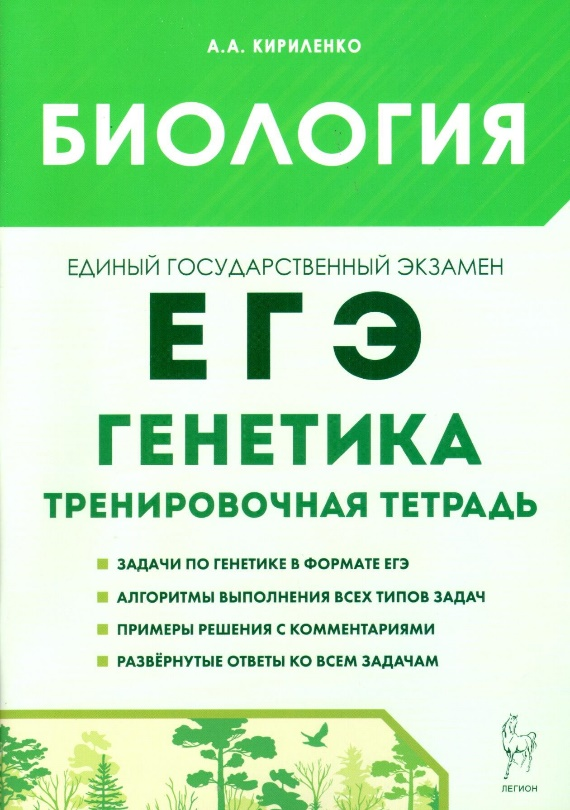 А.А. КИРИЛЕНКО
БИОЛОГИЯ
ЕДИНЫЙ ГОСУДАРСТВЕННЫЙ ЭКЗАМЕН
ЕГЭ
ГЕНЕТИКА
ТРЕНИРОВОЧНАЯ ТЕТРАДЬ
ЗАДАЧИ ПО ГЕНЕТИКЕ В ФОРМАТЕ ЕГЭ
АЛГОРИТМЫ ВЫПОЛНЕНИЯ ВСЕХ ТИПОВ ЗАДАЧ
ПРИМЕРЫ РЕШЕНИЯ С КОММЕНТАРИЯМИ
РАЗВЁРНУТЫЕ ОТВЕТЫ КО ВСЕМ ЗАДАЧАМ
ЛЕГИОН